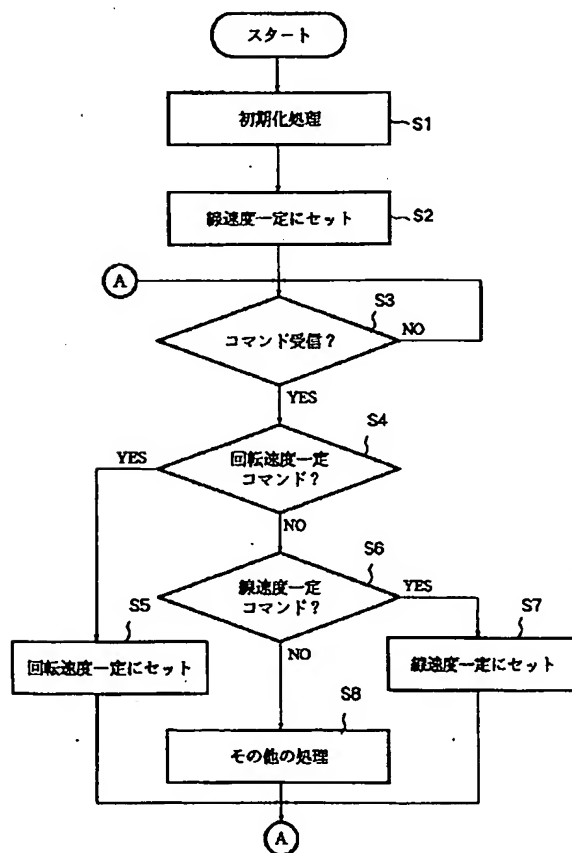 スタート
初期化処理
S1
線速度一定にセット
S2
A
S3
コマンド受信?
NO
YES
S4
YES
回転速度一定
コマンド?
NO
S6
線速度一定
コマンド?
YES
S5
S7
回転速度一定にセット
NO
線速度一定にセット
S8
その他の処理
A